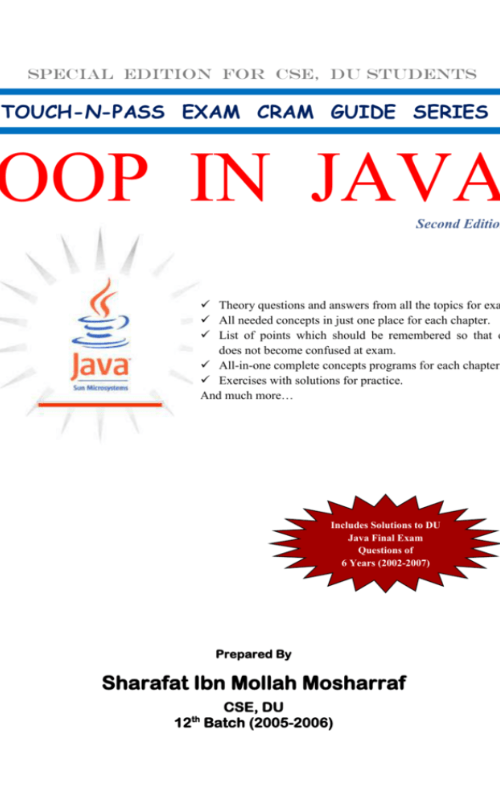 SPECIAL EDITION FOR CSE, DU STUDENTS
TOUCH-N-PASS EXAM CRAM GUIDE SERIES
OOP IN JAVA
Second Editio
✓ Theory questions and answers from all the topics for exa
✓ All needed concepts in just one place for each chapter.
✓ List of points which should be remembered so that
does not become confused at exam.
✓ All-in-one complete concepts programs for each chapter
✓ Exercises with solutions for practice.
And much more…
Java
Sun Microsystems
Includes Solutions to DU
Java Final Exam
Questions of
6 Years (2002-2007)
Prepared By
Sharafat Ibn Mollah Mosharraf
CSE, DU
12th Batch (2005-2006)